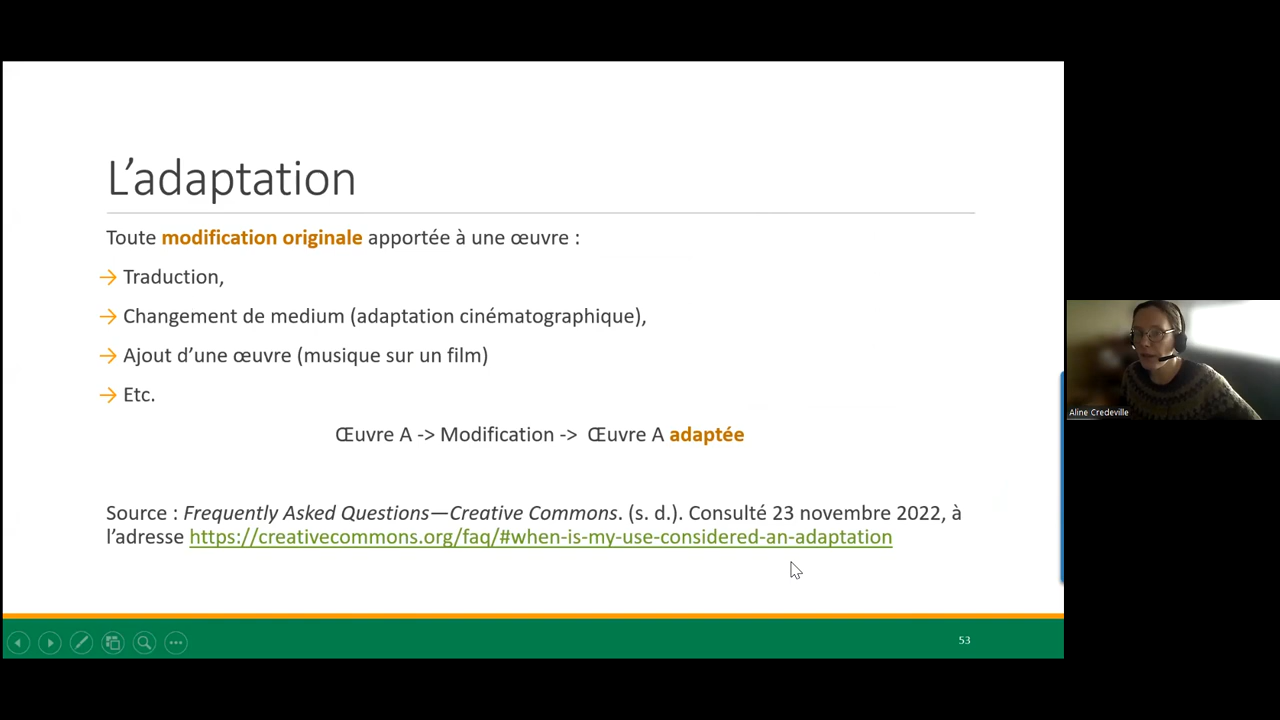 L’adaptation
Toute modification originale apportée à une œuvre :
→ Traduction,
→ Changement de medium (adaptation cinématographique),
→ Ajout d’une œuvre (musique sur un film)
→ Etc.
Œuvre A -> Modification -> Œuvre A adaptée
Source : Frequently Asked Questions—Creative Commons. (s. d.). Consulté 23 novembre 2022, à
l’adresse https://creativecommons.org/faq/#when-is-my-use-considered-an-adaptation
Aline Credeville
53